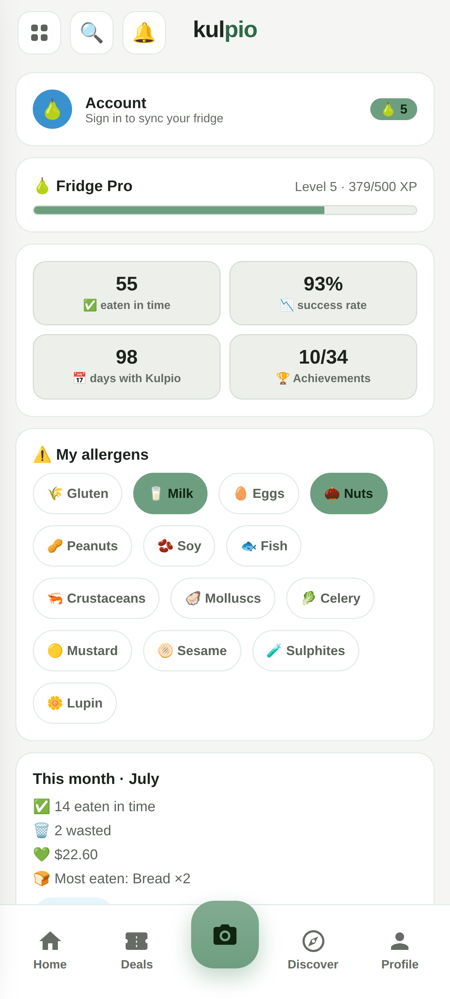 kulpio
Account
Sign in to sync your fridge
🍐 5
🍐 Fridge Pro
Level 5 · 379/500 XP
55
✅ eaten in time
93%
📉 success rate
98
📅 days with Kulpio
10/34
🏆 Achievements
⚠️ My allergens
🌾 Gluten
🥛 Milk
🥚 Eggs
🌰 Nuts
🥜 Peanuts
🫘 Soy
🐟 Fish
🦐 Crustaceans
🦪 Molluscs
🥬 Celery
🟡 Mustard
🫓 Sesame
🧪 Sulphites
🌼 Lupin
This month · July
✅ 14 eaten in time
🗑️ 2 wasted
💚 $22.60
🍞 Most eaten: Bread ×2
Home
Deals
Discover
Profile